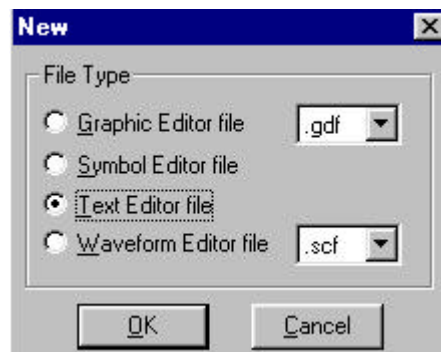 New
File Type
Graphic Editor file .gdf
Symbol Editor file
Text Editor file
Waveform Editor file .scf
OK Cancel